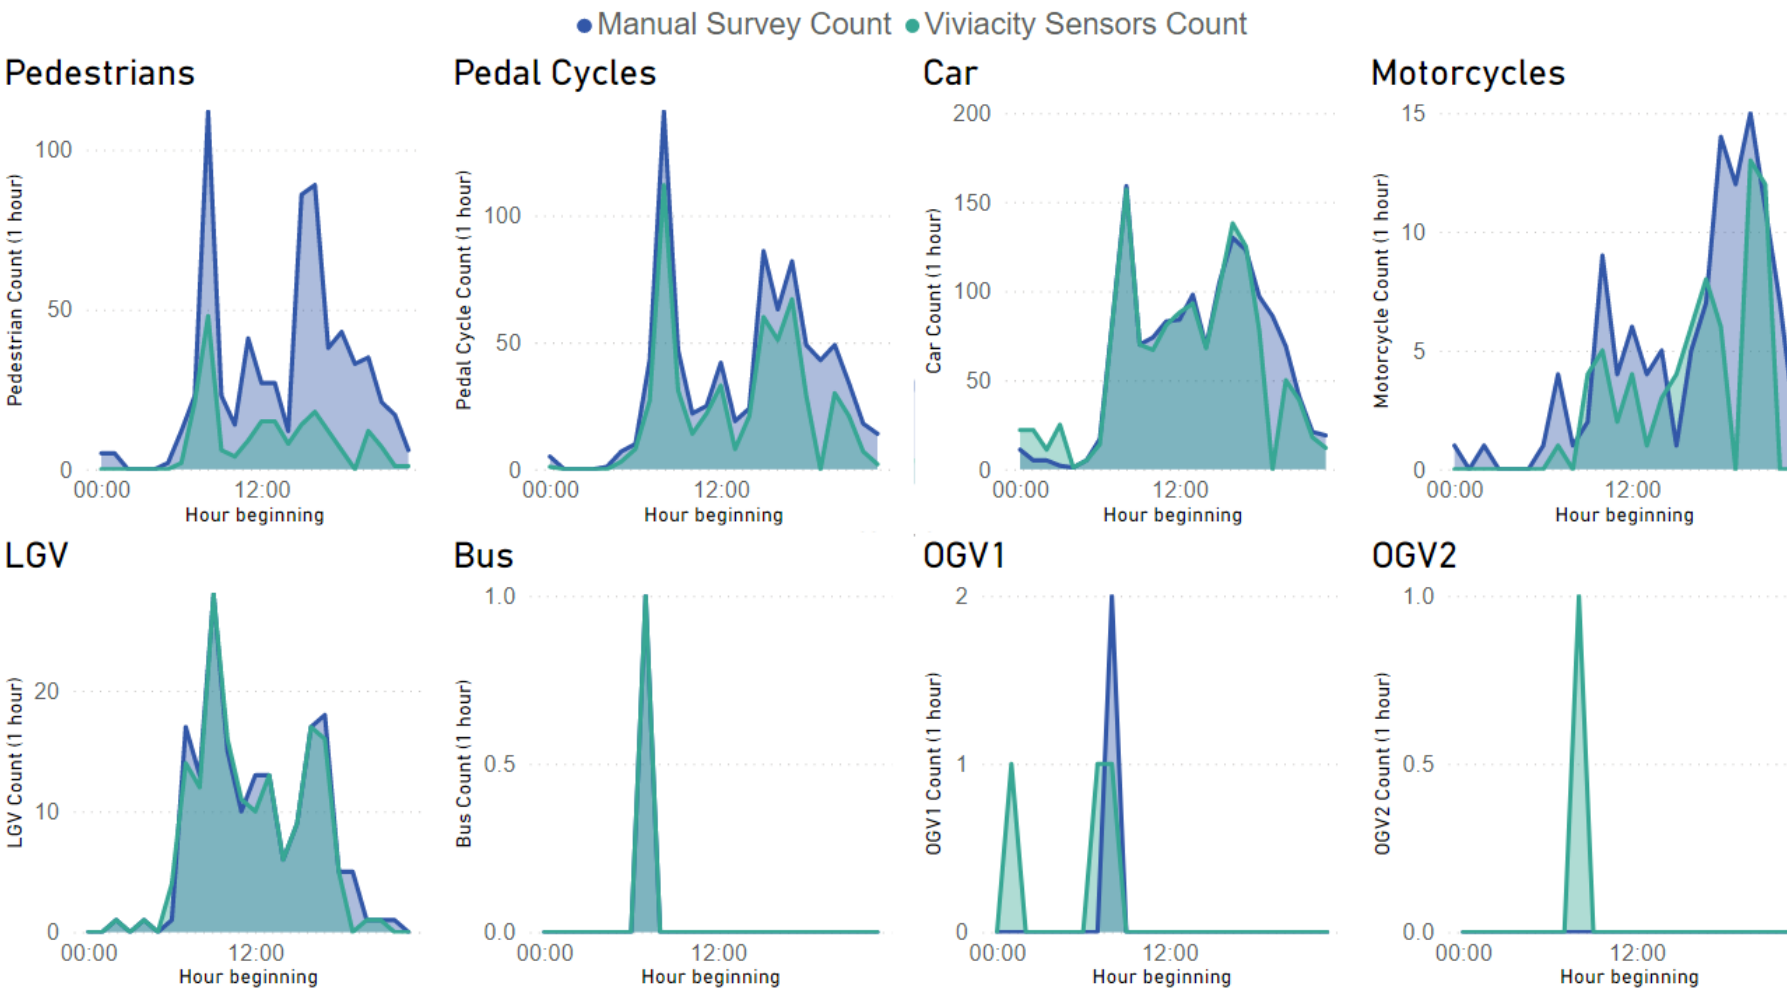 Manual Survey Count Viviacity Sensors Count
Pedestrians
Pedestrian Count (1 hour)
100
50
0
00:00 12:00
Hour beginning
Pedal Cycles
Pedal Cycle Count (1 hour)
100
50
0
00:00 12:00
Hour beginning
Car
Car Count (1 hour)
200
150
100
50
0
00:00 12:00
Hour beginning
Motorcycles
Motorcycle Count (1 hour)
15
10
5
0
00:00 12:00
Hour beginning
LGV
LGV Count (1 hour)
20
10
0
00:00 12:00
Hour beginning
Bus
Bus Count (1 hour)
1.0
0.5
0.0
00:00 12:00
Hour beginning
OGV1
OGV1 Count (1 hour)
2
1
0
00:00 12:00
Hour beginning
OGV2
OGV2 Count (1 hour)
1.0
0.5
0.0
00:00 12:00
Hour beginning